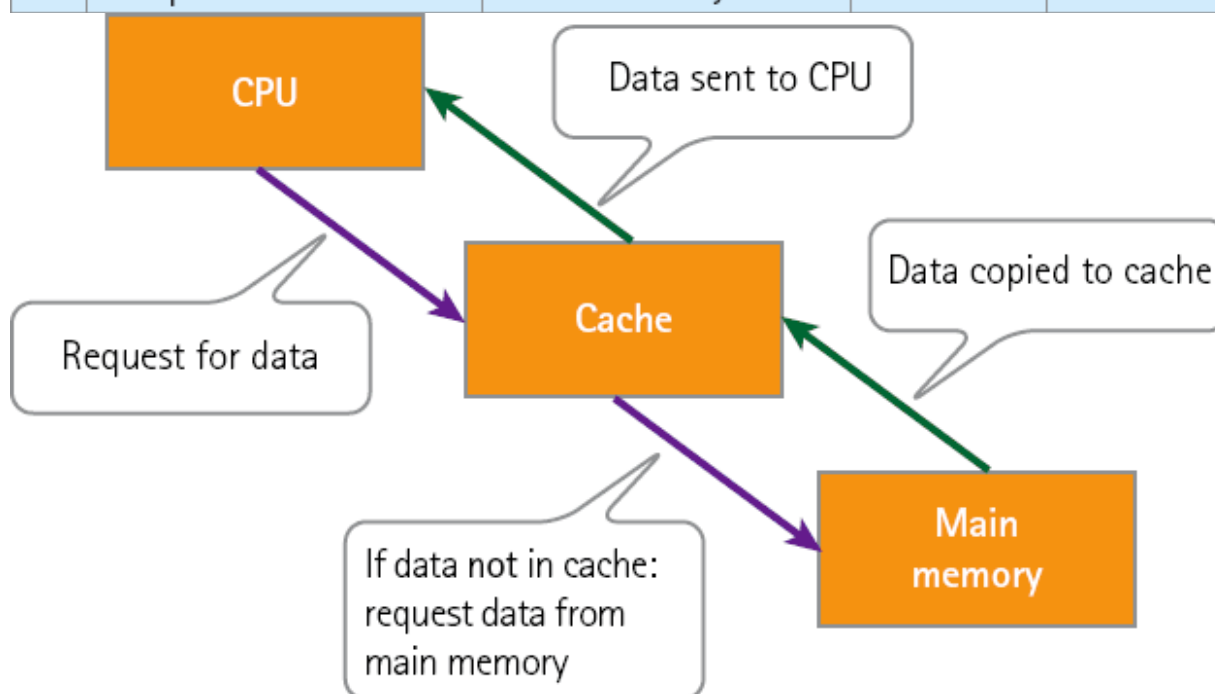 CPU
Data sent to CPU
Data copied to cache
Cache
Request for data
Main
memory
If data not in cache:
request data from
main memory